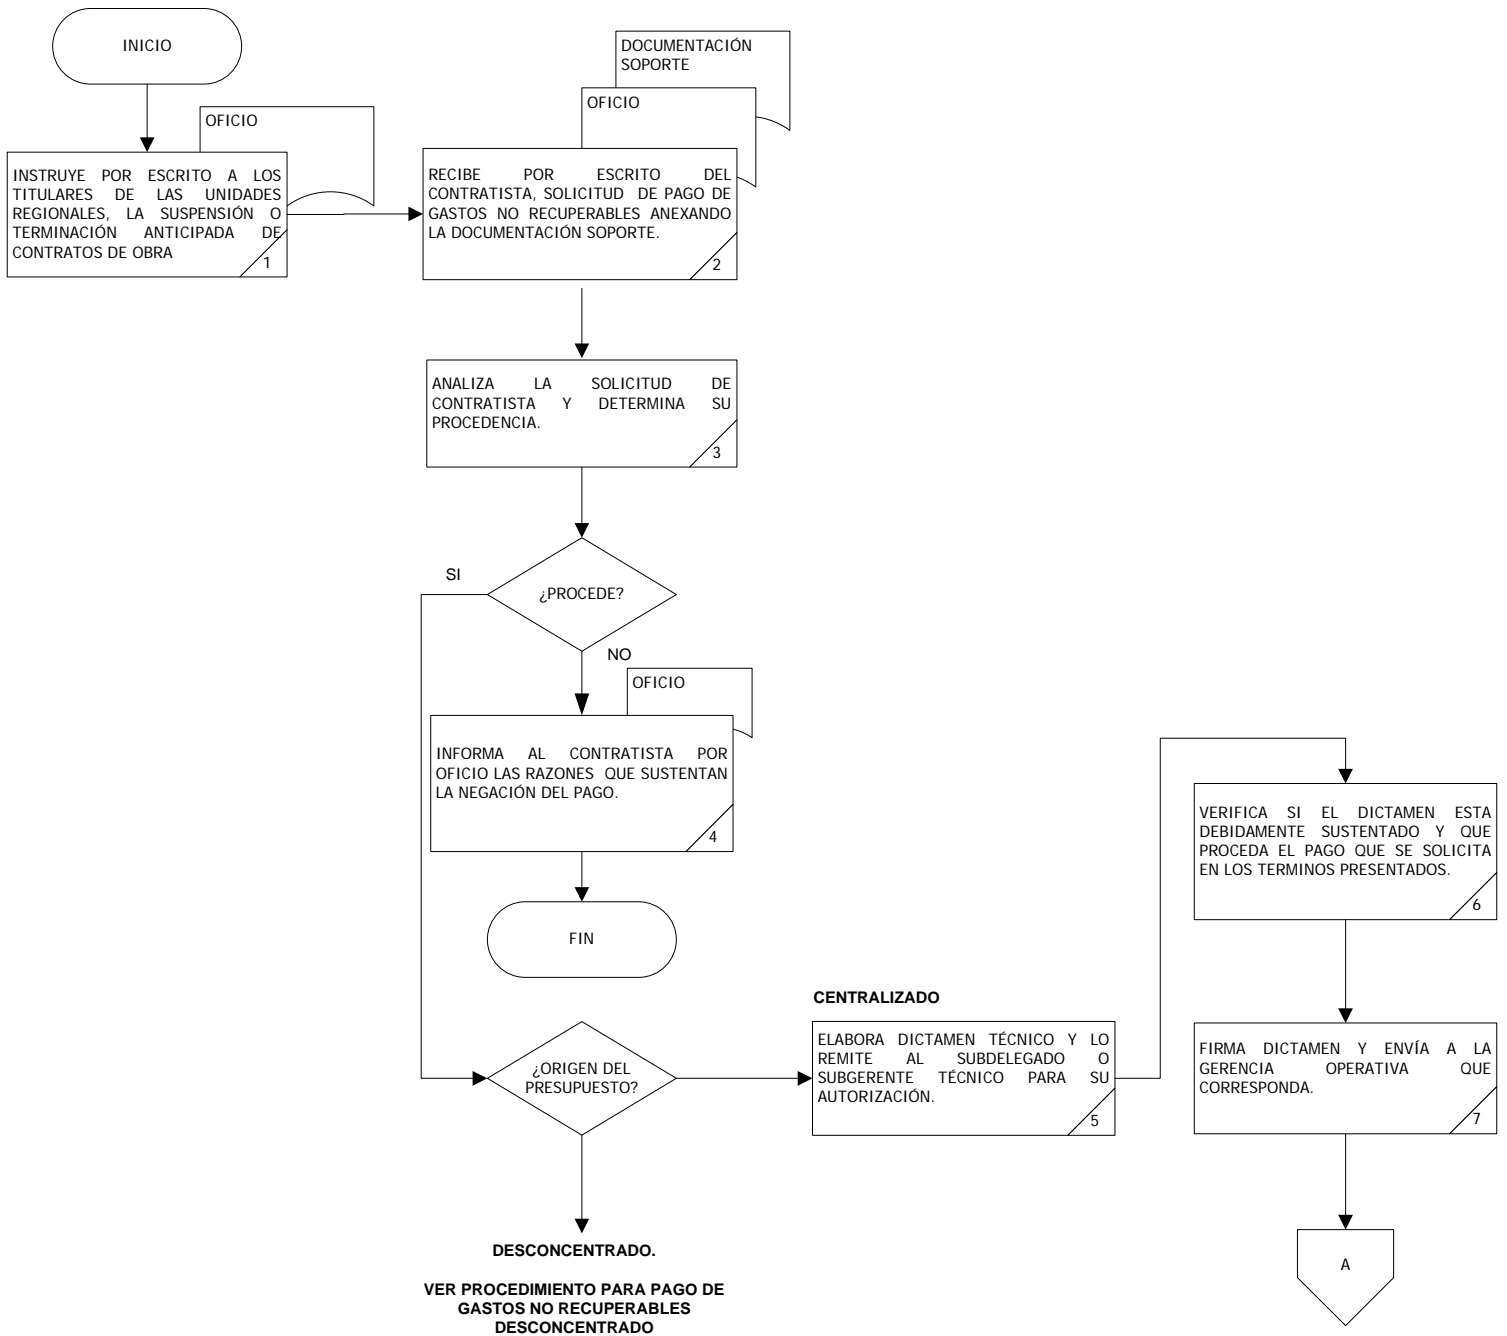 INICIO
OFICIO
INSTRUYE POR ESCRITO A LOS
TITULARES DE LAS UNIDADES
REGIONALES, LA SUSPENSIÓN O
TERMINACIÓN ANTICIPADA DE
CONTRATOS DE OBRA
1
DOCUMENTACIÓN
SOPORTE
OFICIO
RECIBE POR ESCRITO DEL
CONTRATISTA, SOLICITUD DE PAGO DE
GASTOS NO RECUPERABLES ANEXANDO
LA DOCUMENTACIÓN SOPORTE.
2
ANALIZA LA SOLICITUD DE
CONTRATISTA Y DETERMINA SU
PROCEDENCIA.
3
¿PROCEDE?
SI
NO
OFICIO
INFORMA AL CONTRATISTA POR
OFICIO LAS RAZONES QUE SUSTENTAN
LA NEGACIÓN DEL PAGO.
4
FIN
¿ORIGEN DEL
PRESUPUESTO?
DESCONCENTRADO.
VER PROCEDIMIENTO PARA PAGO DE
GASTOS NO RECUPERABLES
DESCONCENTRADO
CENTRALIZADO
ELABORA DICTAMEN TÉCNICO Y LO
REMITE AL SUBDELEGADO O
SUBGERENTE TÉCNICO PARA SU
AUTORIZACIÓN.
5
VERIFICA SI EL DICTAMEN ESTA
DEBIDAMENTE SUSTENTADO Y QUE
PROCEDA EL PAGO QUE SE SOLICITA
EN LOS TERMINOS PRESENTADOS.
6
FIRMA DICTAMEN Y ENVÍA A LA
GERENCIA OPERATIVA QUE
CORRESPONDA.
7
A